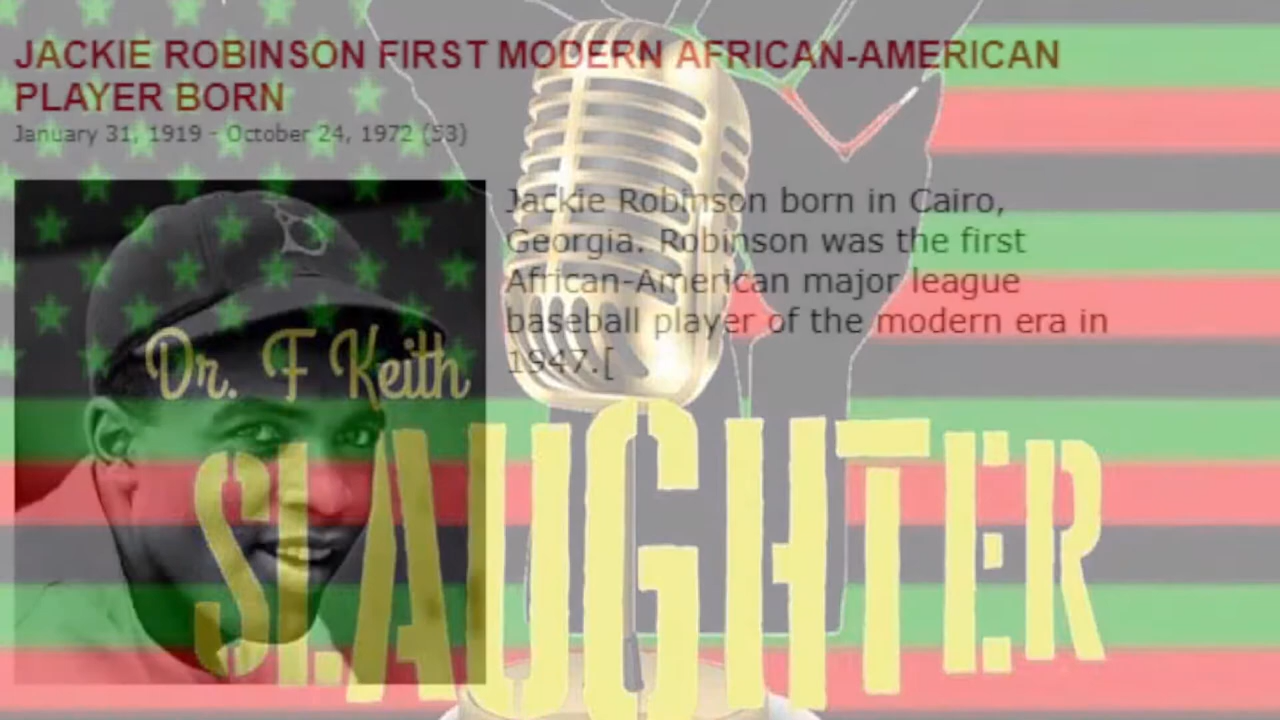 JACKIE ROBINSON FIRST MODERN AFRICAN-AMERICAN
PLAYER BORN
January 31, 1919 - October 24, 1972 (53)
Jackie Robinson born in Cairo,
Georgia. Robinson was the first
African-American major league
baseball player of the modern era in
1947.[
Dr. F Keith
SLAUGHTER